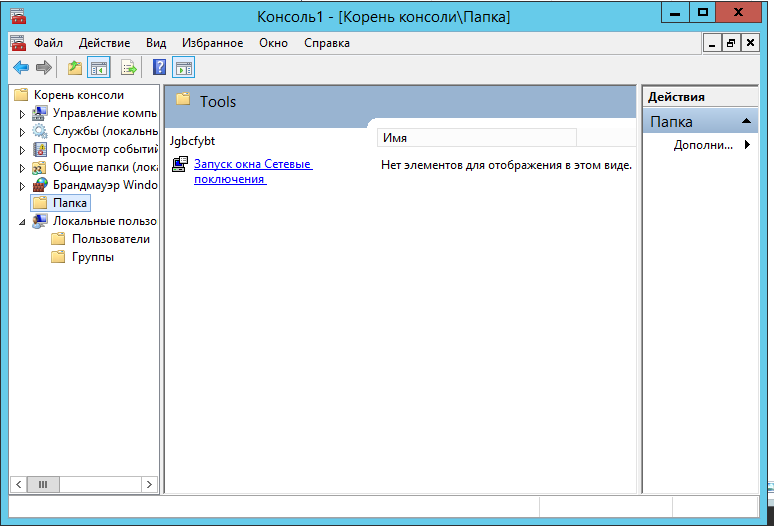 Консоль1 - [Корень консоли\Папка]
Файл Действие Вид Избранное Окно Справка
Корень консоли
Управление компь
Службы (локальны
Просмотр событий
Общие папки (лока
Брандмауэр Windo
Папка
Локальные пользо
Пользователи
Группы
Tools
Jgbcfybt
Запуск окна Сетевые
поключения
Имя
Нет элементов для отображения в этом виде.
Действия
Папка
Дополни...